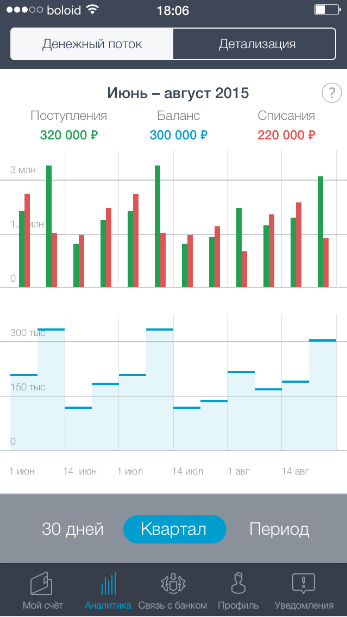 boloid 18:06
Денежный поток Детализация
Июнь – август 2015 ?
Поступления Баланс Списания
320 000 ₽ 300 000 ₽ 220 000 ₽
3 млн
млн
0
300 тыс
150 тыс
0
1 июн 14 июн 1 июл 14 июл 1 авг 14 авг
30 дней Квартал Период
Мой счёт Аналитика Связь с банком Профиль Уведомления